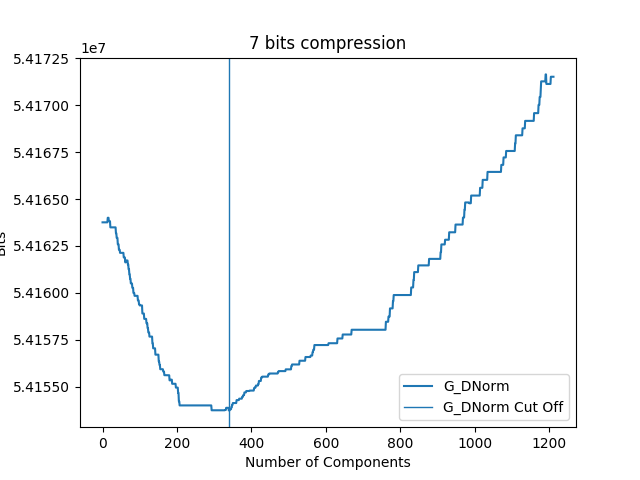 7 bits compression
1e7
5.41725
5.41700
5.41675
5.41650
5.41625
5.41600
5.41575
5.41550
Bits
0 200 400 600 800 1000 1200
Number of Components
G_DNorm
G_DNorm Cut Off